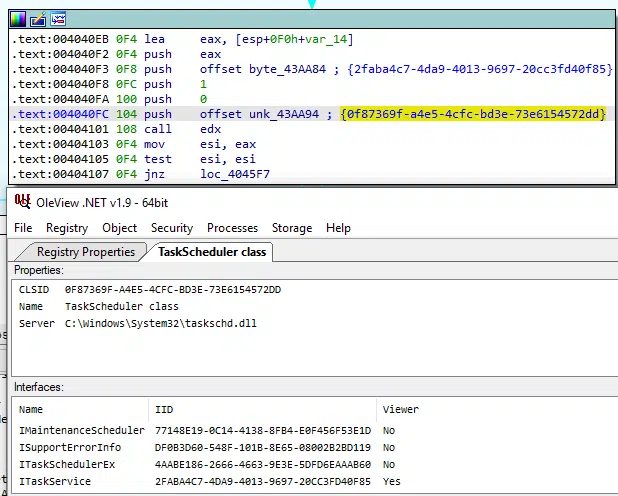 .text:004040EB 0F4 lea eax, [esp+0F0h+var_14]
.text:004040F2 0F4 push eax
.text:004040F3 0F8 push offset byte_43AA84 ; {2faba4c7-4da9-4013-9697-20cc3fd40f85}
.text:004040F8 0FC push 1
.text:004040FA 100 push 0
.text:004040FC 104 push offset unk_43AA94 ; {0f87369f-a4e5-4cfc-bd3e-73e6154572dd}
.text:00404101 108 call edx
.text:00404103 0F4 mov esi, eax
.text:00404105 0F4 test esi, esi
.text:00404107 0F4 jnz loc_4045F7
OleView .NET v1.9 - 64bit
File Registry Object Security Processes Storage Help
Registry Properties TaskScheduler class
Properties:
CLSID 0F87369F-A4E5-4CFC-BD3E-73E6154572DD
Name TaskScheduler class
Server C:\Windows\System32\taskschd.dll
Interfaces:
Name IID Viewer
IMaintenanceScheduler 77148E19-0C14-4138-8FB4-E0F456F53E1D No
ISupportErrorInfo DF0B3D60-548F-101B-8E65-08002B2BD119 No
ITaskSchedulerEx 4AABE186-2666-4663-9E3E-5DFD6EAAAB60 No
ITaskService 2FABA4C7-4DA9-4013-9697-20CC3FD40F85 Yes